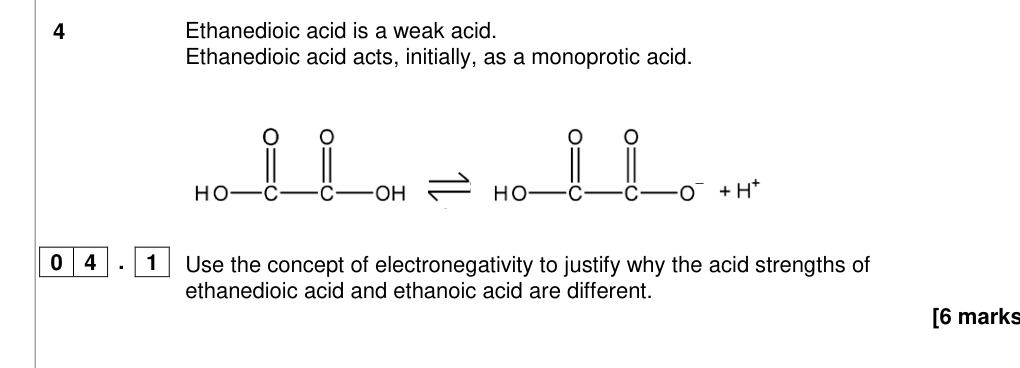 4 Ethanedioic acid is a weak acid.
Ethanedioic acid acts, initially, as a monoprotic acid.
O O O O
HO C C OH ⇌ HO C C O⁻ + H⁺
0 4 . 1 Use the concept of electronegativity to justify why the acid strengths of
ethanedioic acid and ethanoic acid are different.
[6 marks